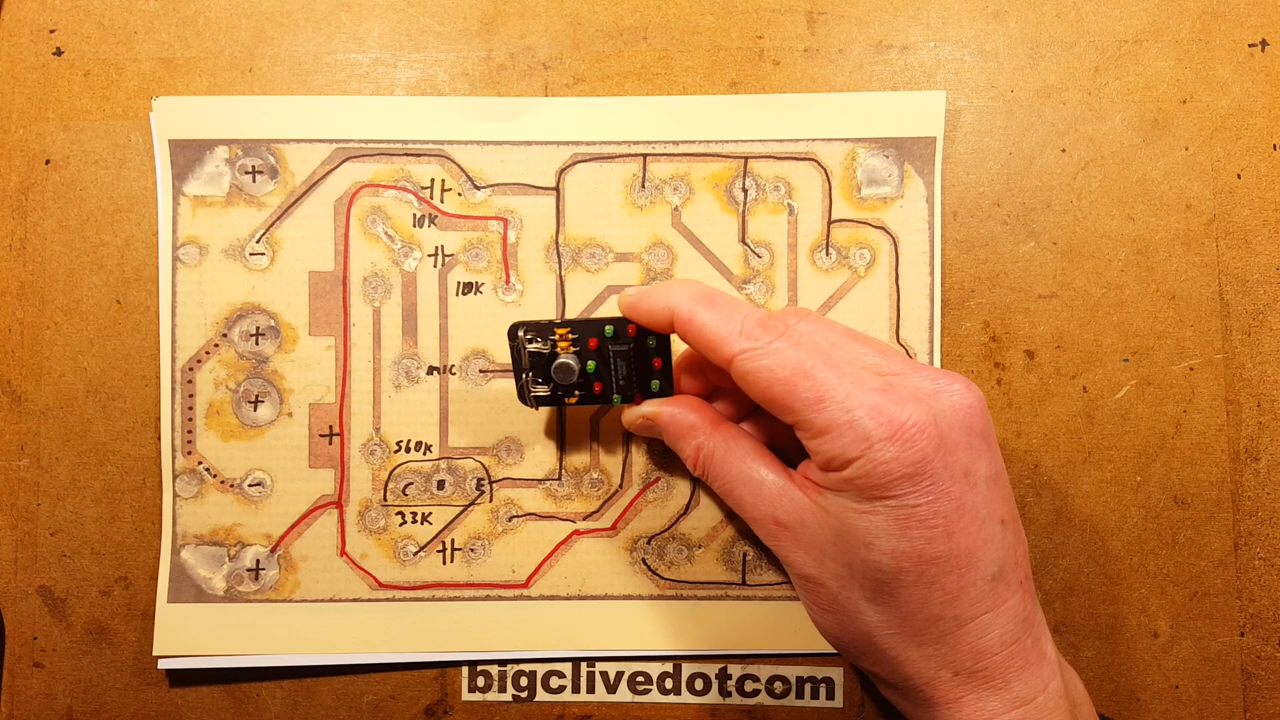 +
-
10K
10K
+
+
mic
+
560K
C B E
-
33K
+
bigclivedotcom